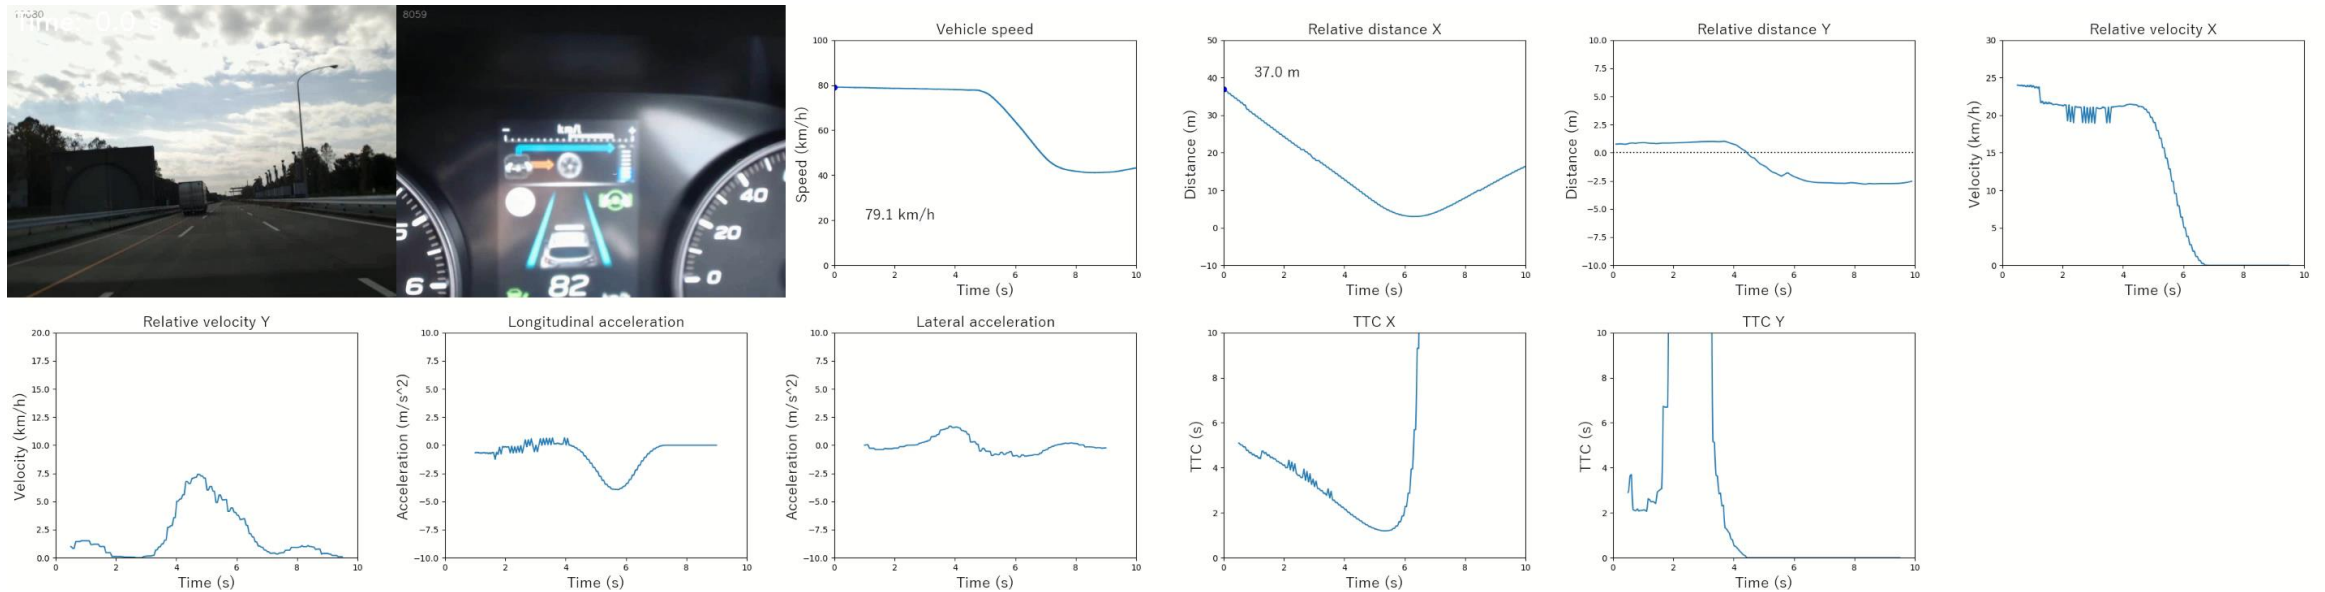 Time: 0.0 s
8059
km/h
82
6
5
40
20
0
Vehicle speed
100
80
60
40
20
0
Speed (km/h)
79.1 km/h
0 2 4 6 8 10
Time (s)
Relative distance X
50
40
30
20
10
0
−10
Distance (m)
37.0 m
0 2 4 6 8 10
Time (s)
Relative distance Y
10.0
7.5
5.0
2.5
0.0
−2.5
−5.0
−7.5
−10.0
Distance (m)
0 2 4 6 8 10
Time (s)
Relative velocity X
30
25
20
15
10
5
0
Velocity (km/h)
0 2 4 6 8 10
Time (s)
Relative velocity Y
20.0
17.5
15.0
12.5
10.0
7.5
5.0
2.5
0.0
Velocity (km/h)
0 2 4 6 8 10
Time (s)
Longitudinal acceleration
10.0
7.5
5.0
2.5
0.0
−2.5
−5.0
−7.5
−10.0
Acceleration (m/s^2)
0 2 4 6 8 10
Time (s)
Lateral acceleration
10.0
7.5
5.0
2.5
0.0
−2.5
−5.0
−7.5
−10.0
Acceleration (m/s^2)
0 2 4 6 8 10
Time (s)
TTC X
10
8
6
4
2
0
TTC (s)
0 2 4 6 8 10
Time (s)
TTC Y
10
8
6
4
2
0
TTC (s)
0 2 4 6 8 10
Time (s)